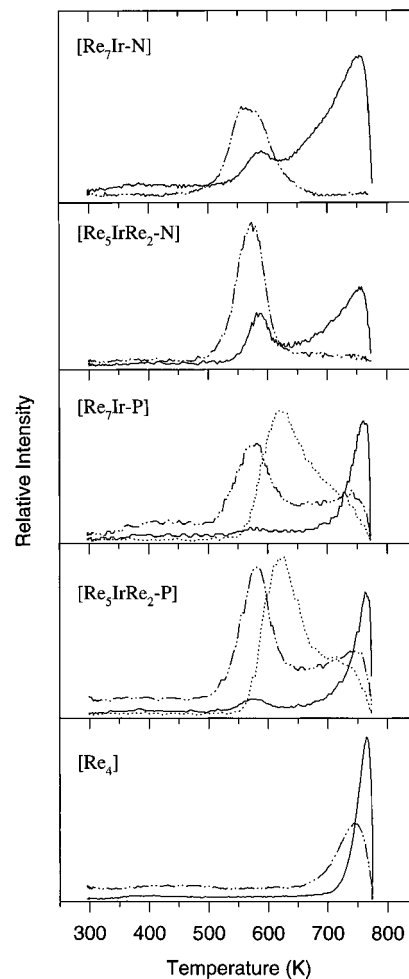 [Re₇Ir-N]
[Re₅IrRe₂-N]
[Re₇Ir-P]
[Re₅IrRe₂-P]
[Re₄]
Relative Intensity
300 400 500 600 700 800
Temperature (K)